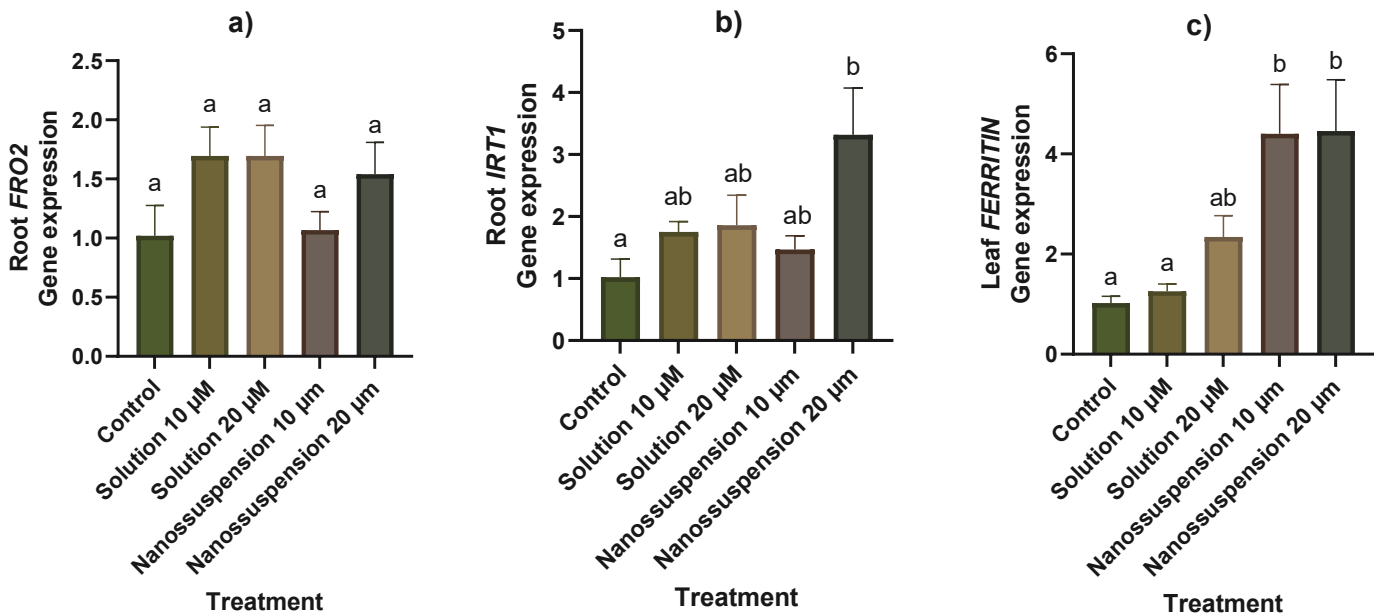 a)
Root FRO2
Gene expression
2.5
2.0
1.5
1.0
0.5
0.0
a
a
a
a
a
Control
Solution 10 µM
Solution 20 µM
Nanossuspension 10 µm
Nanossuspension 20 µm
Treatment
b)
Root IRT1
Gene expression
5
4
3
2
1
0
a
ab
ab
ab
b
Control
Solution 10 µM
Solution 20 µM
Nanossuspension 10 µm
Nanossuspension 20 µm
Treatment
c)
Leaf FERRITIN
Gene expression
6
4
2
0
a
a
ab
b
b
Control
Solution 10 µM
Solution 20 µM
Nanossuspension 10 µm
Nanossuspension 20 µm
Treatment